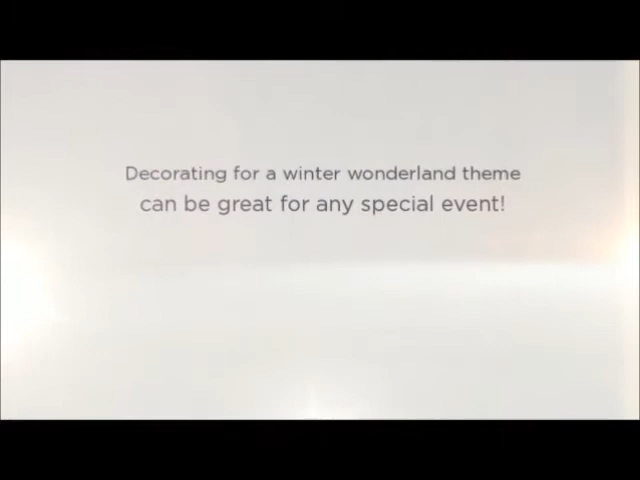 Decorating for a winter wonderland theme
can be great for any special event!